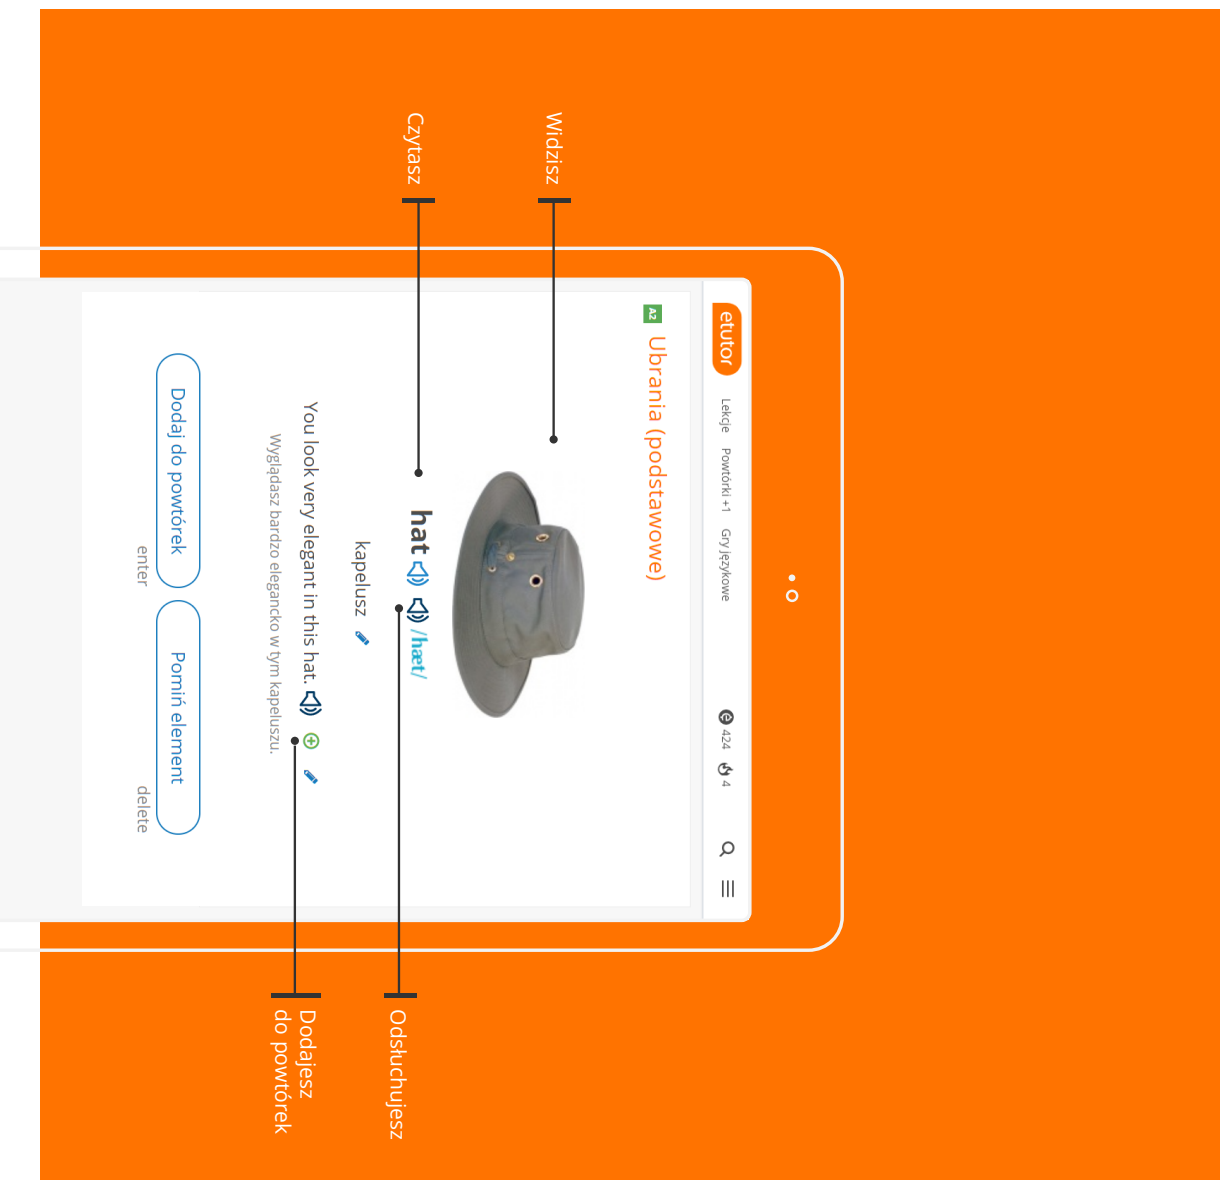 etutor Lekcje Powtórki +1 Gry językowe 424 4
A2 Ubrania (podstawowe)
Widzisz
Czytasz
hat /hæt/
kapelusz
Odsłuchujesz
You look very elegant in this hat.
Wyglądasz bardzo elegancko w tym kapeluszu.
Dodajesz
do powtórek
Dodaj do powtórek Pomiń element
enter delete